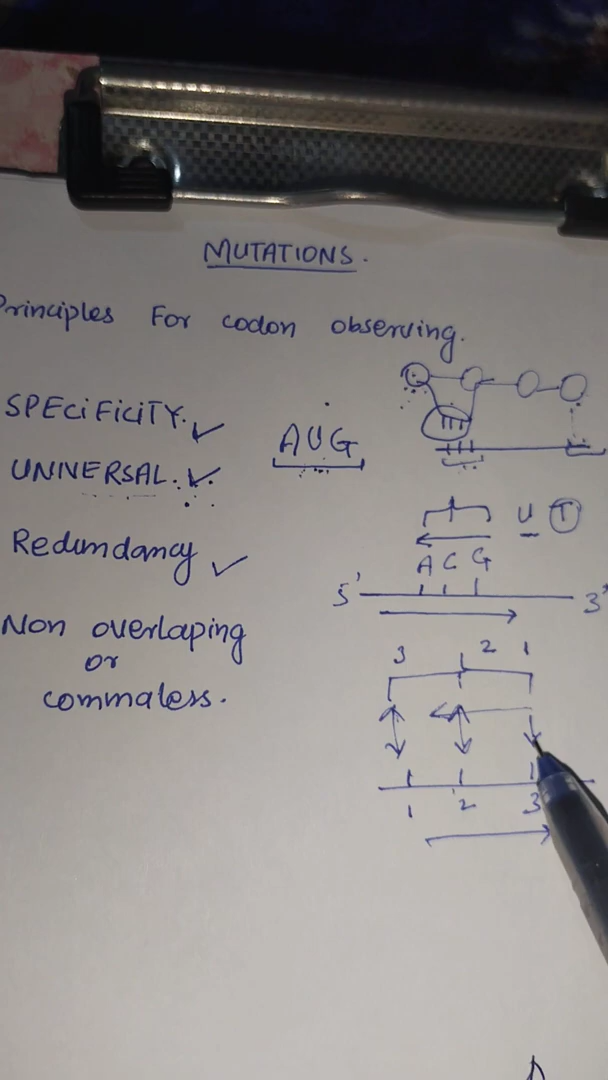 MUTATIONS.
Principles For codon observing.
SPECiFiCiTY.
AUG
UNIVERSAL.
Redundancy
U T
A C G
5' 3'
Non overlaping
or
commaless.
3 2 1
1 2 3